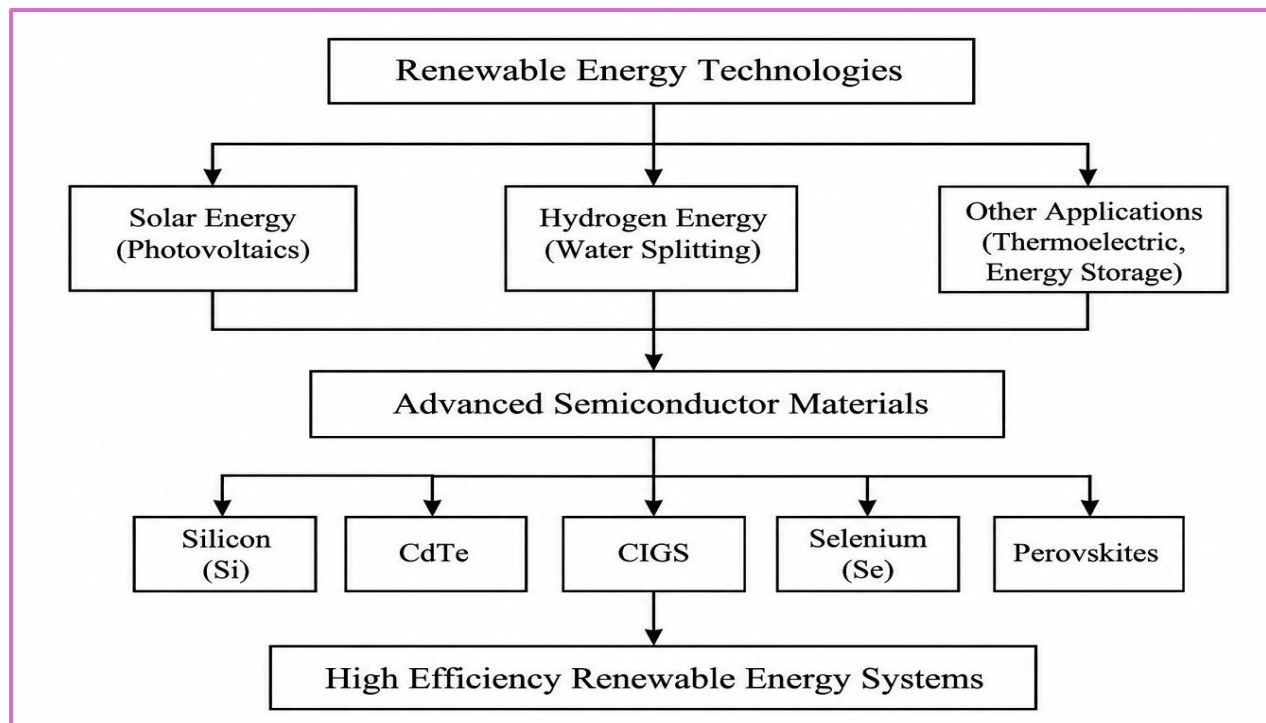 Renewable Energy Technologies
Solar Energy
(Photovoltaics)
Hydrogen Energy
(Water Splitting)
Other Applications
(Thermoelectric,
Energy Storage)
Advanced Semiconductor Materials
Silicon
(Si)
CdTe
CIGS
Selenium
(Se)
Perovskites
High Efficiency Renewable Energy Systems